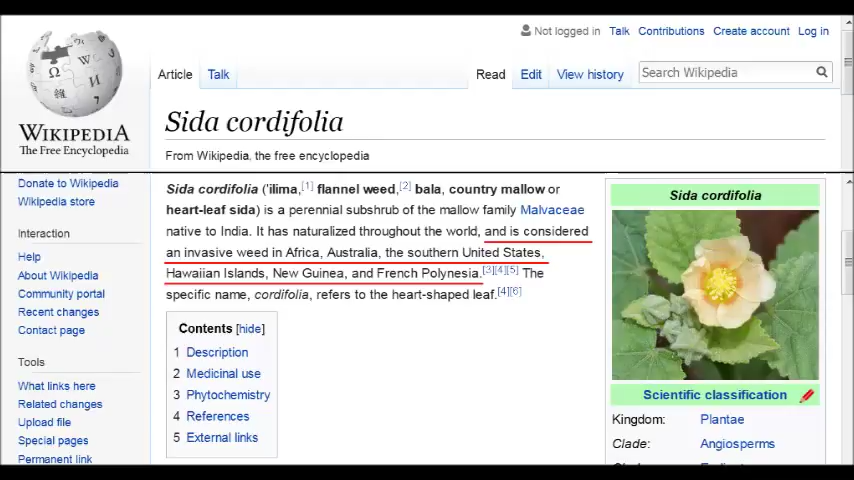 Not logged in Talk Contributions Create account Log in
Article Talk Read Edit View history Search Wikipedia
WIKIPEDIA
The Free Encyclopedia
Sida cordifolia
From Wikipedia, the free encyclopedia
Donate to Wikipedia
Wikipedia store
Interaction
Help
About Wikipedia
Community portal
Recent changes
Contact page
Tools
What links here
Related changes
Upload file
Special pages
Permanent link
Sida cordifolia (ʻilima,[1] flannel weed,[2] bala, country mallow or
heart-leaf sida) is a perennial subshrub of the mallow family Malvaceae
native to India. It has naturalized throughout the world, and is considered
an invasive weed in Africa, Australia, the southern United States,
Hawaiian Islands, New Guinea, and French Polynesia.[3][4][5] The
specific name, cordifolia, refers to the heart-shaped leaf.[4][6]
Contents [hide]
1 Description
2 Medicinal use
3 Phytochemistry
4 References
5 External links
Sida cordifolia
Scientific classification
Kingdom: Plantae
Clade: Angiosperms